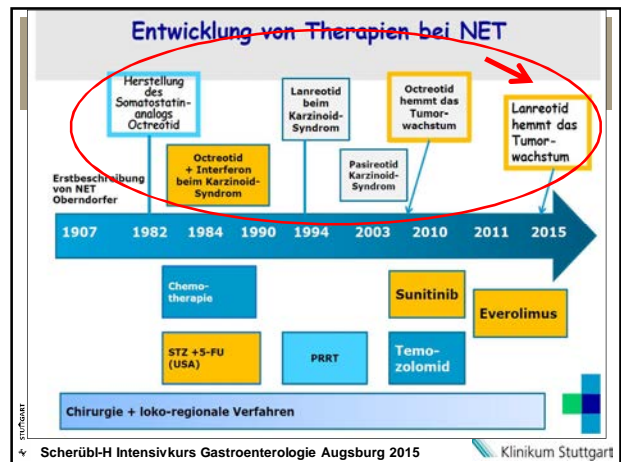 Entwicklung von Therapien bei NET
Herstellung
des
Somatostatin-
analogs
Octreotid
Lanreotid
beim
Karzinoid-
Syndrom
Octreotid
hemmt das
Tumor-
wachstum
Lanreotid
hemmt das
Tumor-
wachstum
Octreotid
+ Interferon
beim Karzinoid-
Syndrom
Pasireotid
Karzinoid-
Syndrom
Erstbeschreibung
von NET
Oberndorfer
1907 1982 1984 1990 1994 2003 2010 2011 2015
Chemo-
therapie
Sunitinib
Everolimus
STZ +5-FU
(USA)
PRRT
Temo-
zolomid
Chirurgie + loko-regionale Verfahren
STUTTGART
Scherübl-H Intensivkurs Gastroenterologie Augsburg 2015
Klinikum Stuttgart